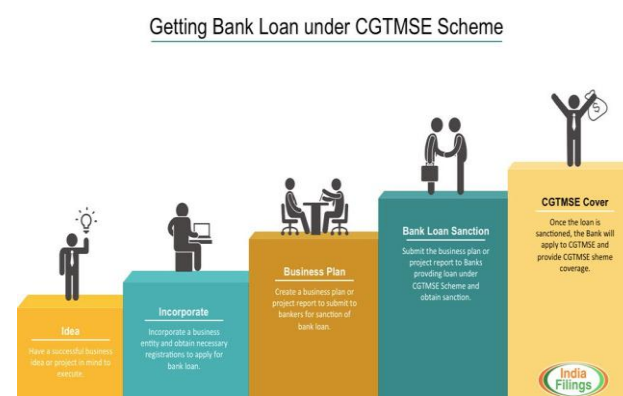 Getting Bank Loan under CGTMSE Scheme
Idea
Have a successful business
idea or project in mind to
execute.
Incorporate
Incorporate a business
entity and obtain necessary
registrations to apply for
bank loan.
Business Plan
Create a business plan or
project report to submit to
bankers for sanction of
bank loan.
Bank Loan Sanction
Submit the business plan or
project report to Banks
provding loan under
CGTMSE Scheme and
obtain sanction.
CGTMSE Cover
Once the loan is
sanctioned, the Bank will
apply to CGTMSE and
provide CGTMSE sheme
coverage.
India
Filings